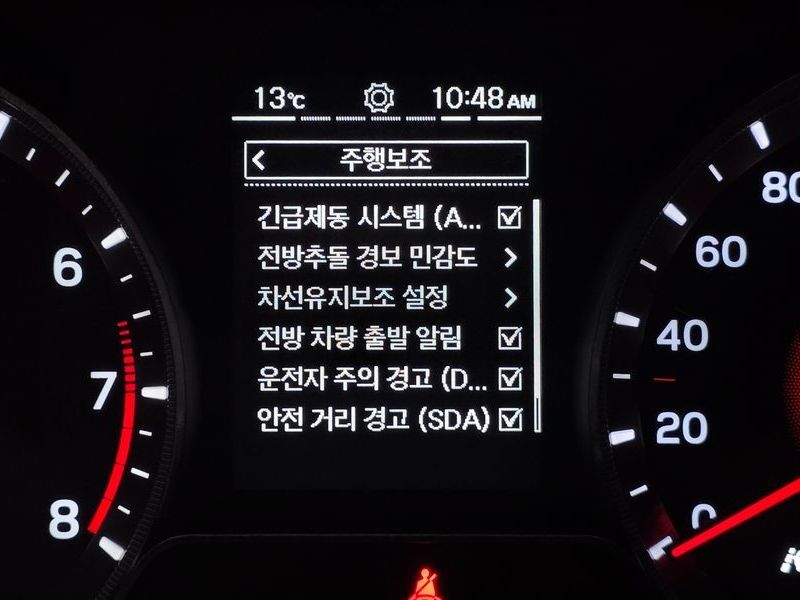 13℃ 10:48 AM
주행보조
긴급제동 시스템 (A...
전방추돌 경보 민감도
차선유지보조 설정
전방 차량 출발 알림
운전자 주의 경고 (D...
안전 거리 경고 (SDA)
6
7
8
80
60
40
20
0